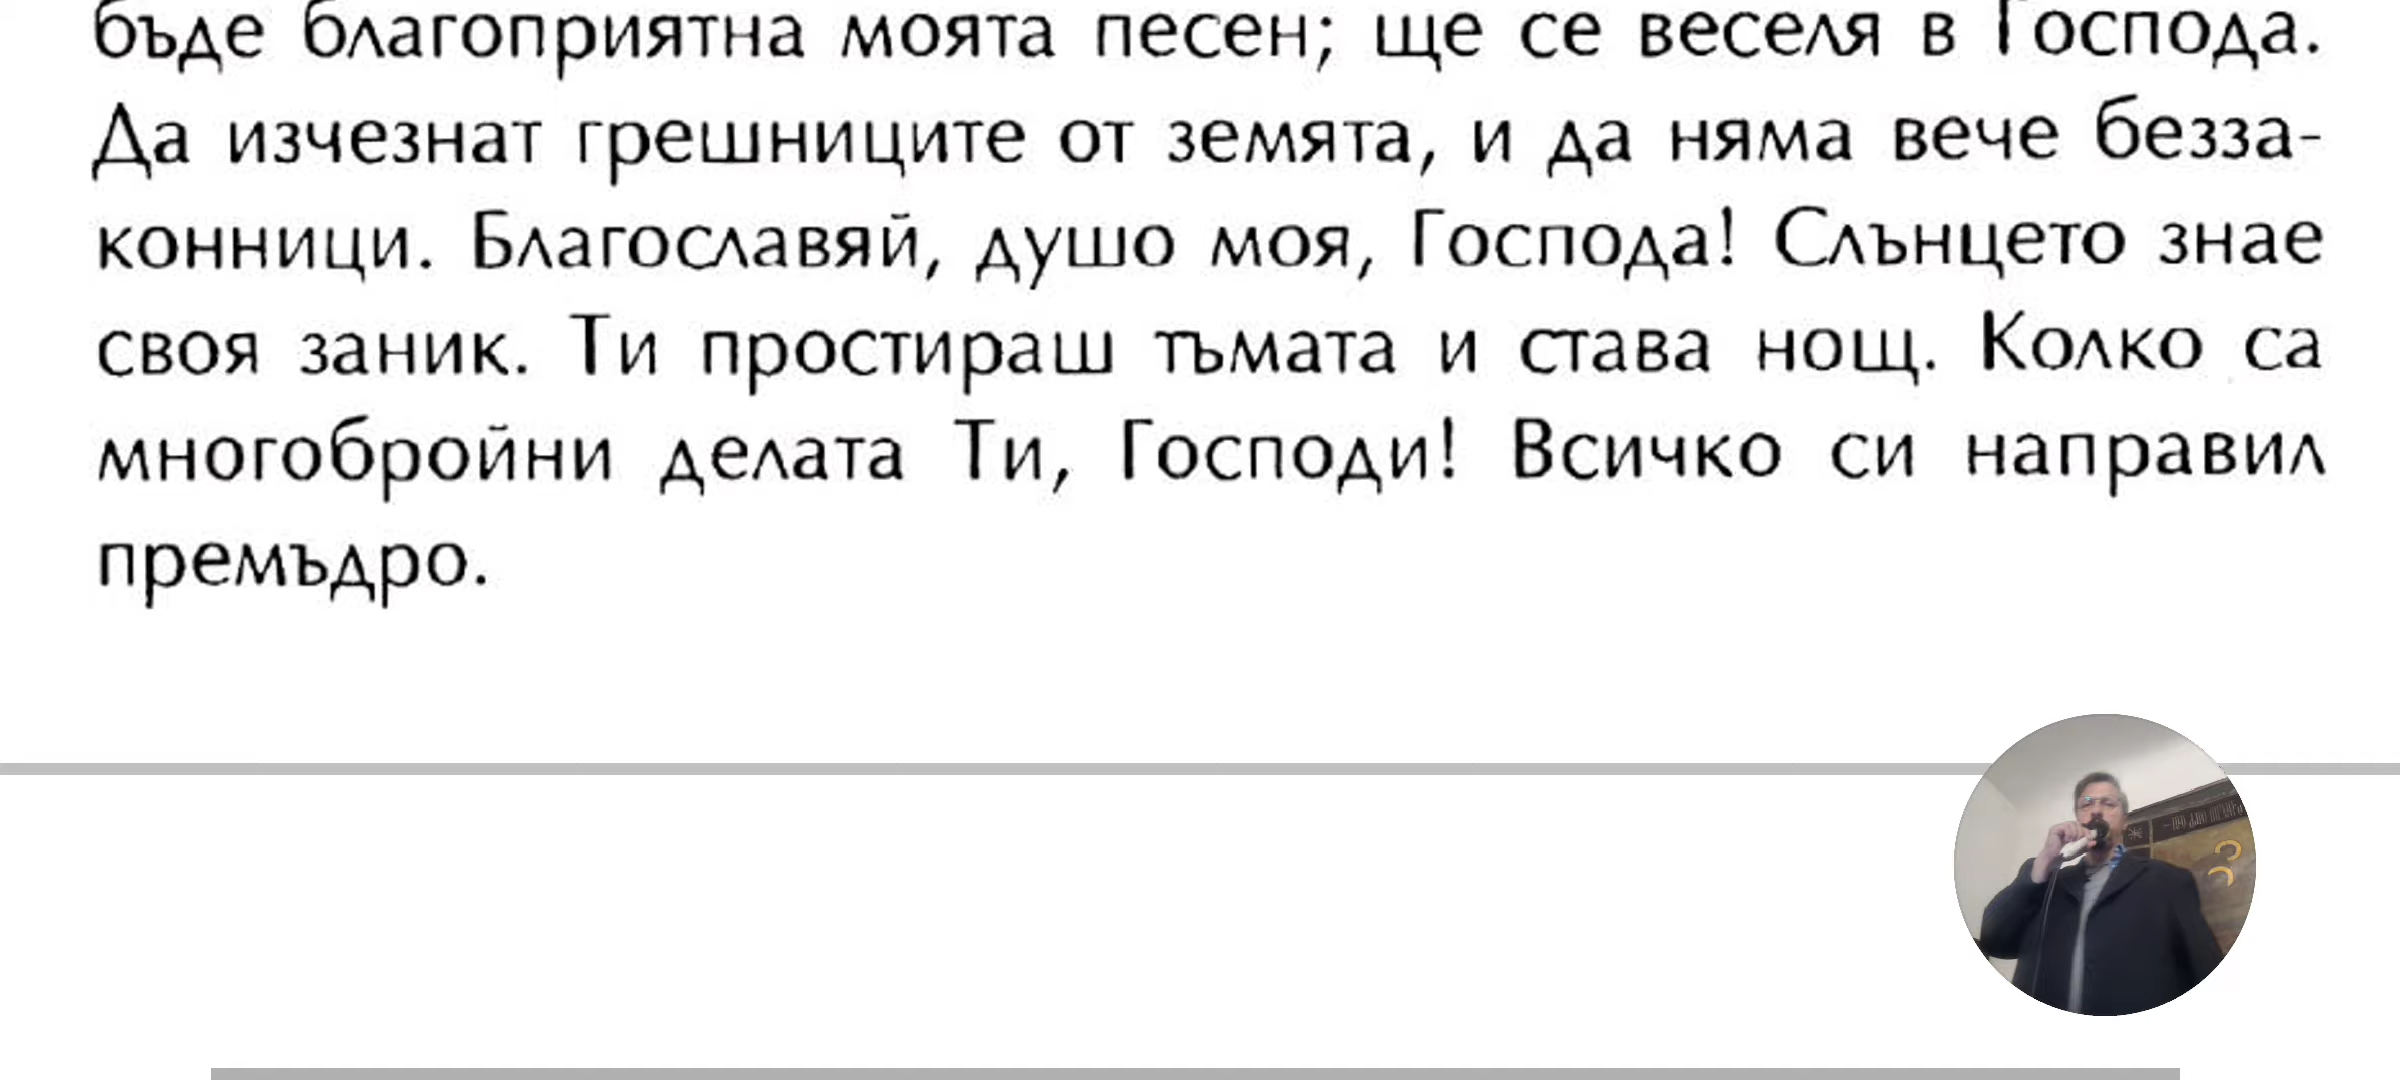 бъде благоприятна моята песен; ще се веселя в Господа.
Да изчезнат грешниците от земята, и да няма вече безза-
конници. Благославяй, душо моя, Господа! Слънцето знае
своя заник. Ти простираш тъмата и става нощ. Колко са
многобройни делата Ти, Господи! Всичко си направил
премъдро.